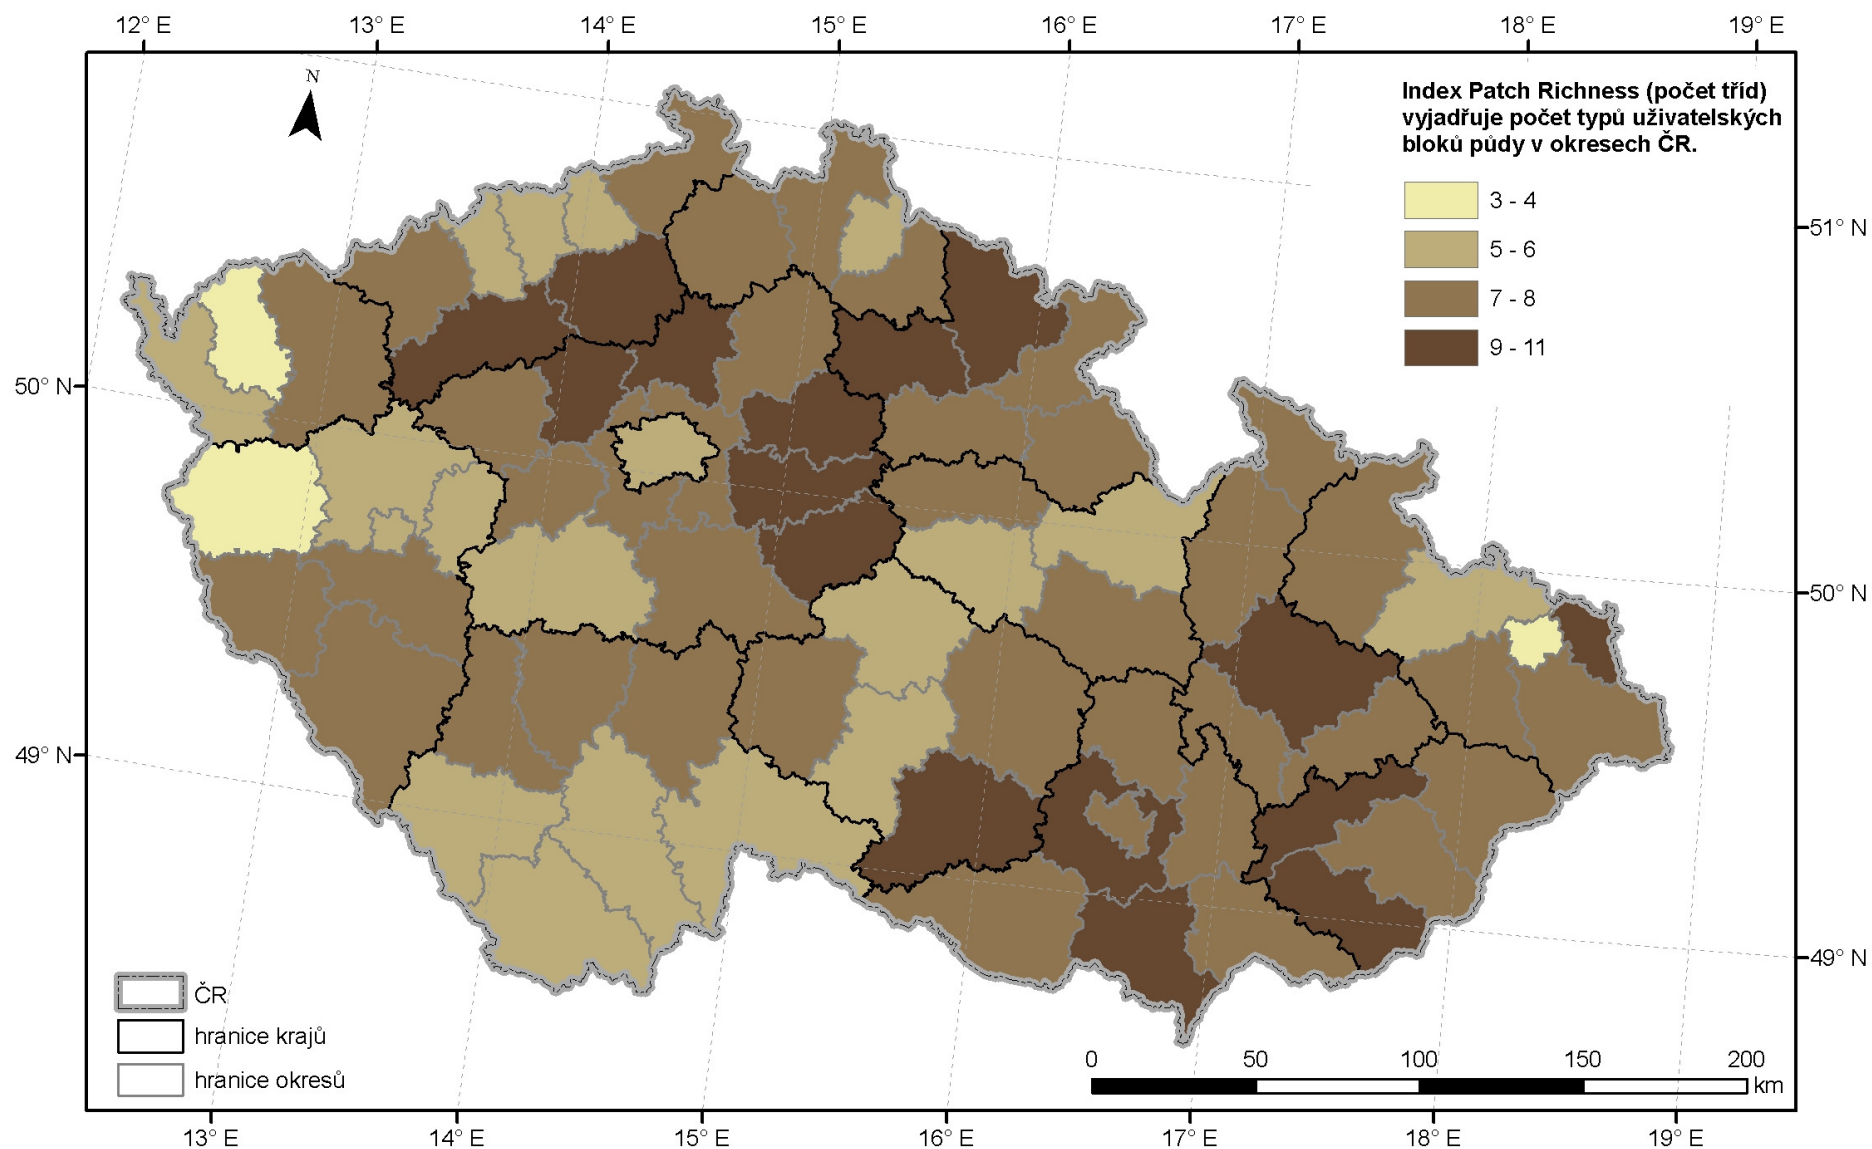 12° E 13° E 14° E 15° E 16° E 17° E 18° E 19° E
N
Index Patch Richness (počet tříd)
vyjadřuje počet typů uživatelských
bloků půdy v okresech ČR.
3 - 4
5 - 6
7 - 8
9 - 11
51° N
50° N
50° N
49° N
49° N
ČR
hranice krajů
hranice okresů
0 50 100 150 200
km
13° E 14° E 15° E 16° E 17° E 18° E 19° E